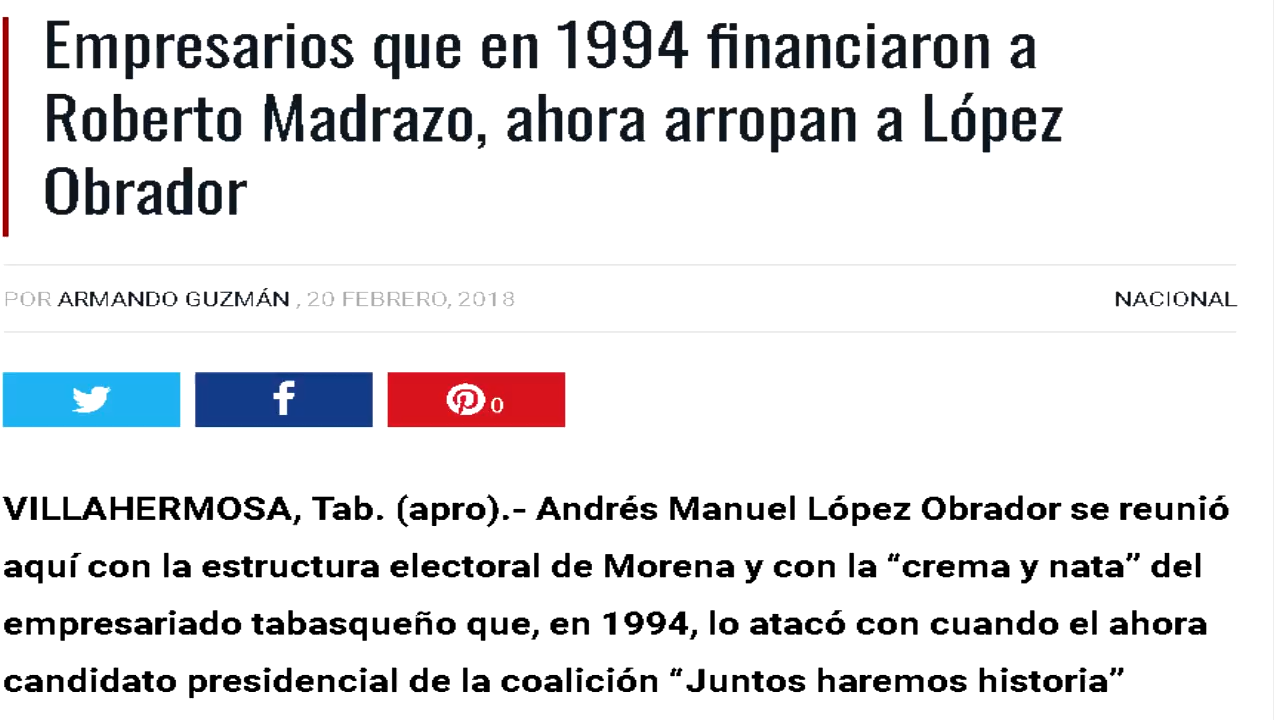 Empresarios que en 1994 financiaron a
Roberto Madrazo, ahora arropan a López
Obrador
POR ARMANDO GUZMÁN , 20 FEBRERO, 2018
NACIONAL
0
VILLAHERMOSA, Tab. (apro).- Andrés Manuel López Obrador se reunió
aquí con la estructura electoral de Morena y con la “crema y nata” del
empresariado tabasqueño que, en 1994, lo atacó con cuando el ahora
candidato presidencial de la coalición “Juntos haremos historia”